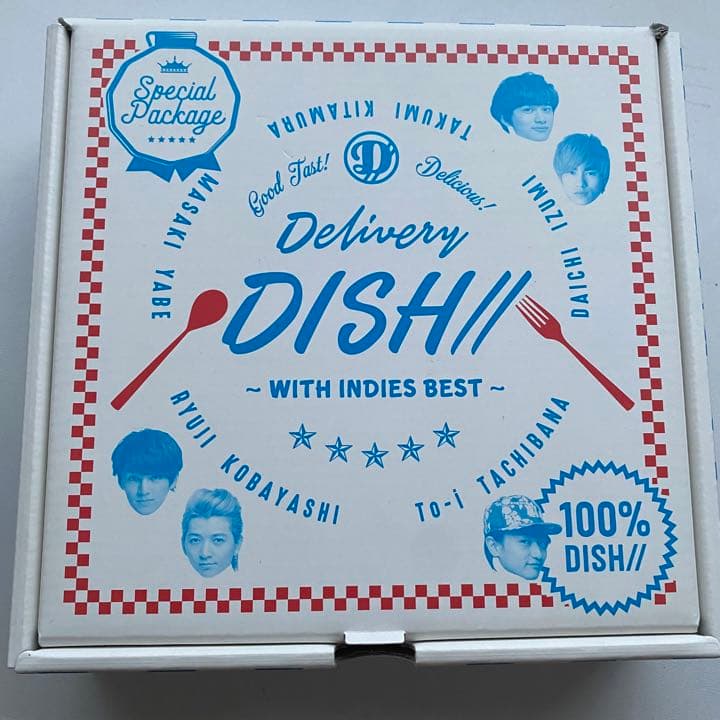 Special
Package
TAKUMI KITAMURA
D//
Good Tast!
Delicious!
MASAKI YABE
DAICHI IZUMI
Delivery
DISH//
~ WITH INDIES BEST ~
RYUJI KOBAYASHI
To-i TACHIBANA
100%
DISH//